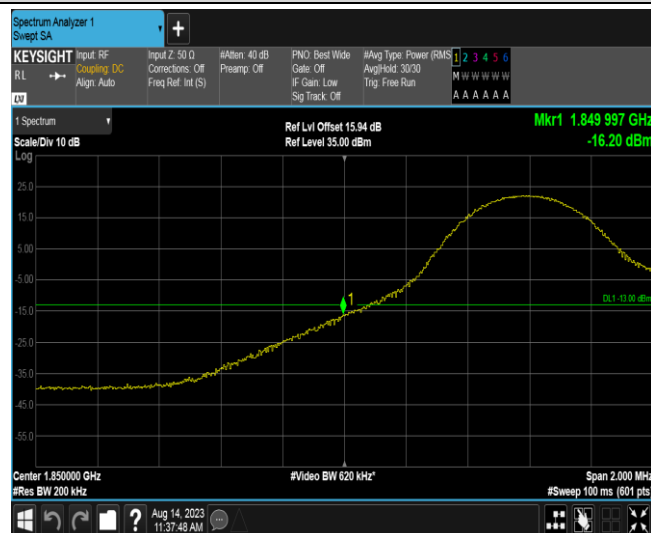 Spectrum Analyzer 1
Swept SA
KEYSIGHT
RL
LXI
Input: RF
Coupling: DC
Align: Auto
Input Z: 50 Ω
Corrections: Off
Freq Ref: Int (S)
#Atten: 40 dB
Preamp: Off
PNO: Best Wide
Gate: Off
IF Gain: Low
Sig Track: Off
#Avg Type: Power (RMS
Avg|Hold: 30/30
Trig: Free Run
1 2 3 4 5 6
M W W W W W
A A A A A A
1 Spectrum
Scale/Div 10 dB
Ref Lvl Offset 15.94 dB
Ref Level 35.00 dBm
Mkr1 1.849 997 GHz
-16.20 dBm
Log
25.0
15.0
5.00
-5.00
-15.0
-25.0
-35.0
-45.0
-55.0
1
DL1 -13.00 dBm
Center 1.850000 GHz
#Res BW 200 kHz
#Video BW 620 kHz*
Span 2.000 MHz
#Sweep 100 ms (601 pts)
?
Aug 14, 2023
11:37:48 AM